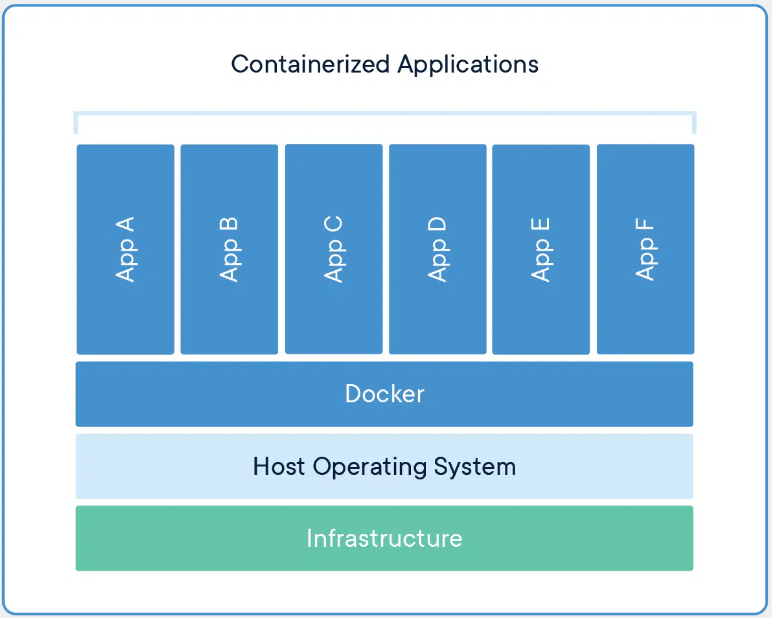 Containerized Applications
App A
App B
App C
App D
App E
App F
Docker
Host Operating System
Infrastructure